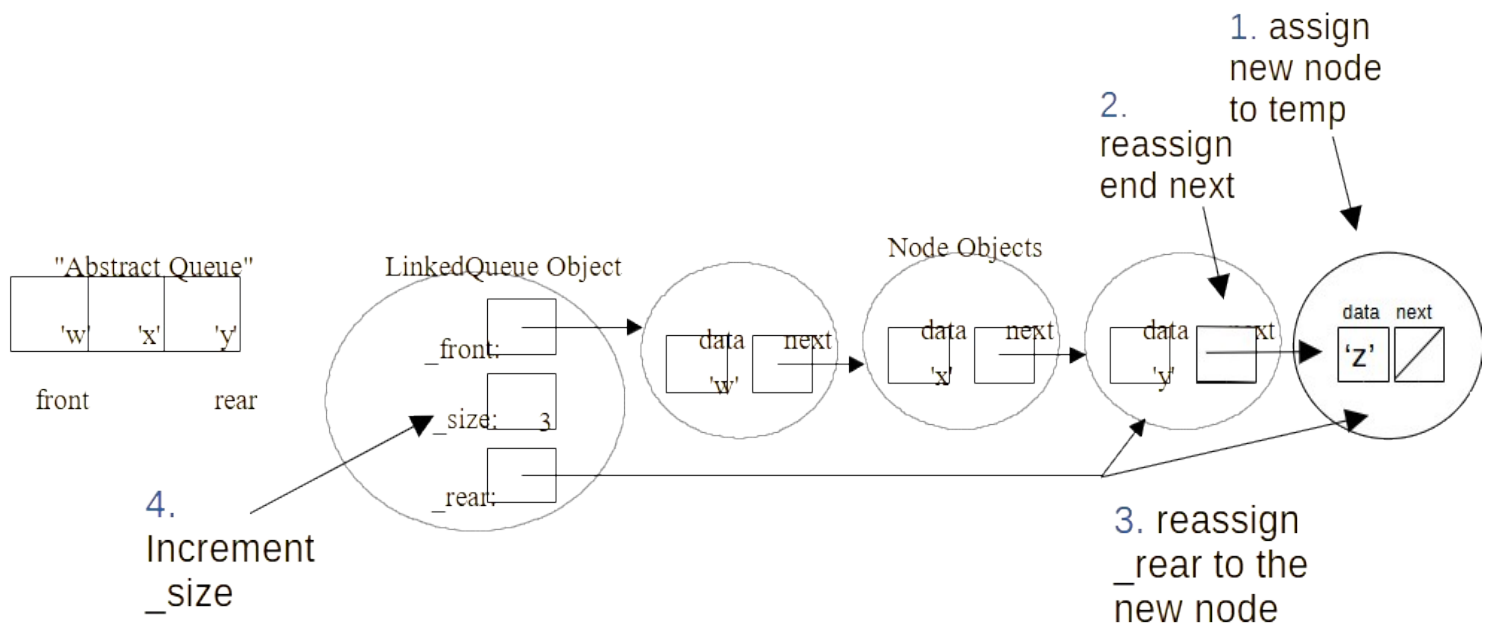 1. assign
new node
to temp
2.
reassign
end next
"Abstract Queue"
'w' 'x' 'y'
front rear
LinkedQueue Object
_front:
_size: 3
_rear:
Node Objects
data next
'w'
data next
'x'
data next
'y'
data next
‘z’
4.
Increment
_size
3. reassign
_rear to the
new node